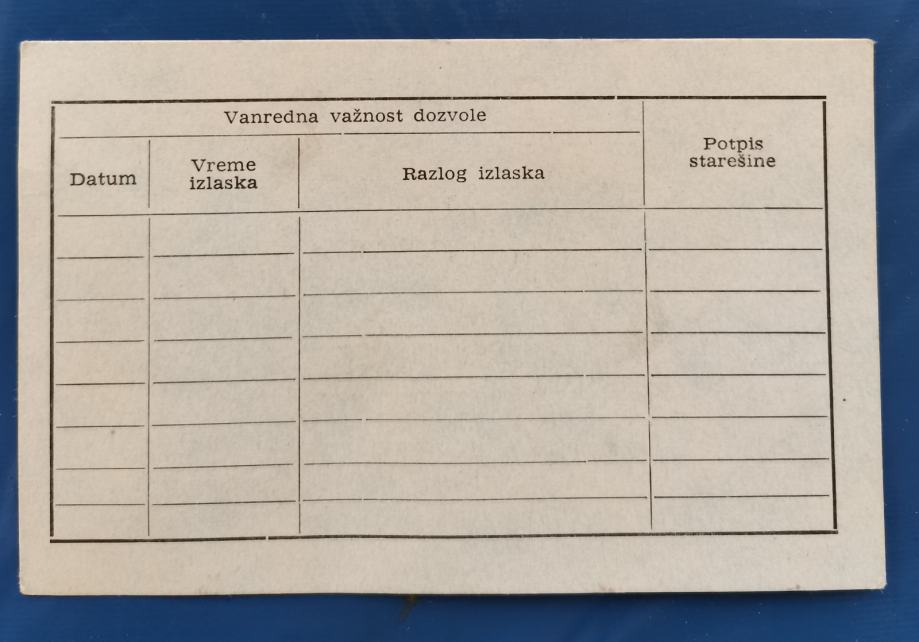 Vanredna važnost dozvole
Datum
Vreme
izlaska
Razlog izlaska
Potpis
starešine